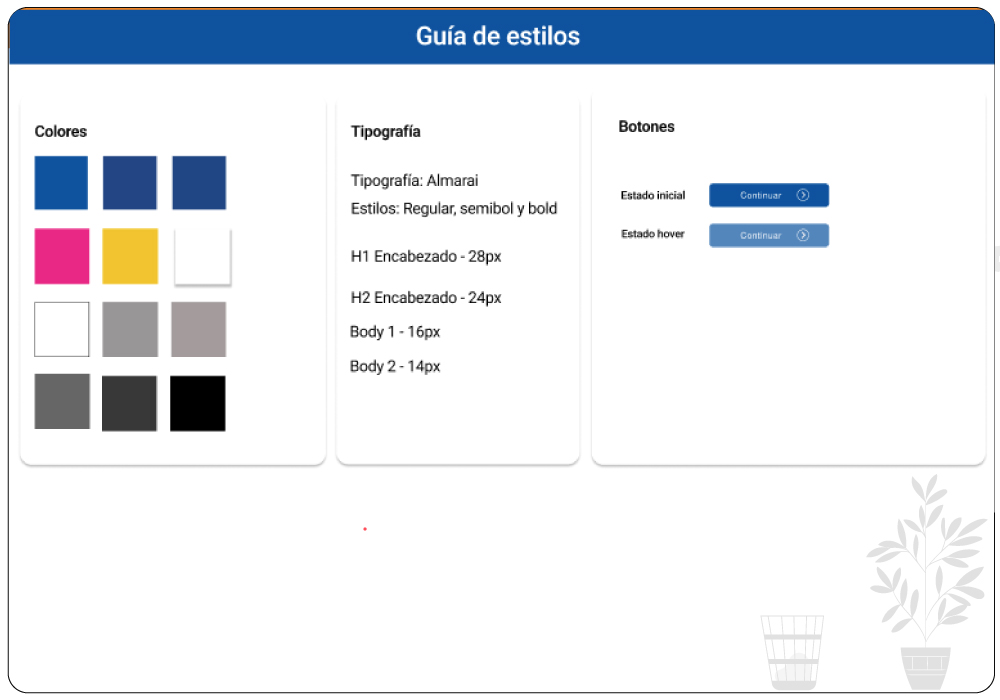 Guía de estilos
Colores
Tipografía
Tipografía: Almarai
Estilos: Regular, semibol y bold
H1 Encabezado - 28px
H2 Encabezado - 24px
Body 1 - 16px
Body 2 - 14px
Botones
Estado inicial
Continuar
Estado hover
Continuar